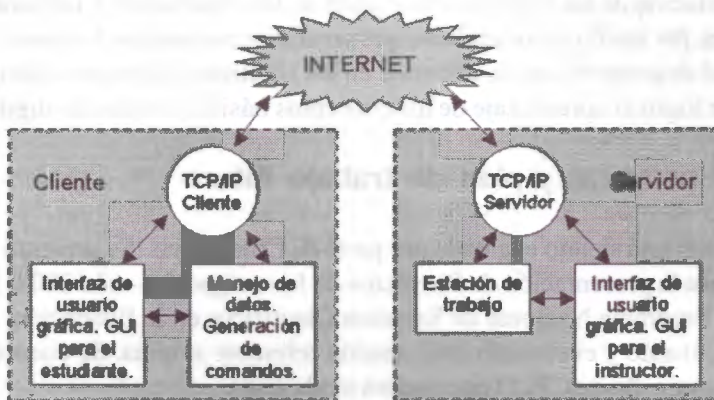 INTERNET
Cliente
TCP/IP
Cliente
Interfaz de
usuario
gráfica. GUI
para el
estudiante.
Manejo de
datos.
Generación
de
comandos.
TCP/IP
Servidor
Servidor
Estación de
trabajo
Interfaz de
usuario
gráfica. GUI
para el
instructor.